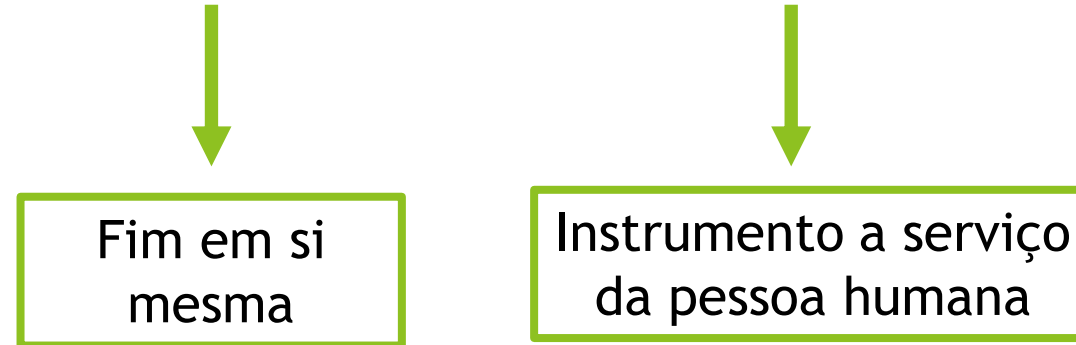 Fim em si
mesma
Instrumento a serviço
da pessoa humana